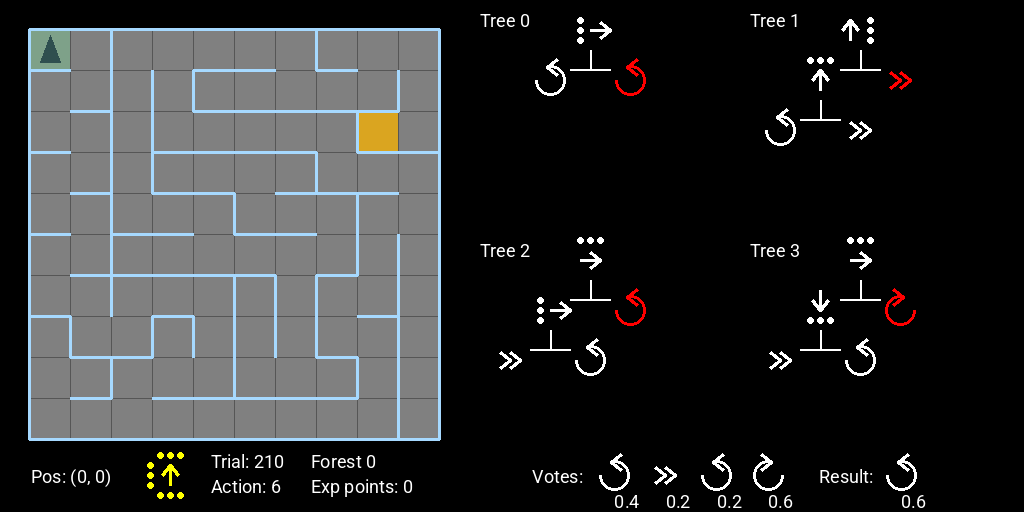 Tree 0
Tree 1
Tree 2
Tree 3
Pos: (0, 0)
Trial: 210
Forest 0
Action: 6
Exp points: 0
Votes:
0.4
0.2
0.2
0.6
Result:
0.6